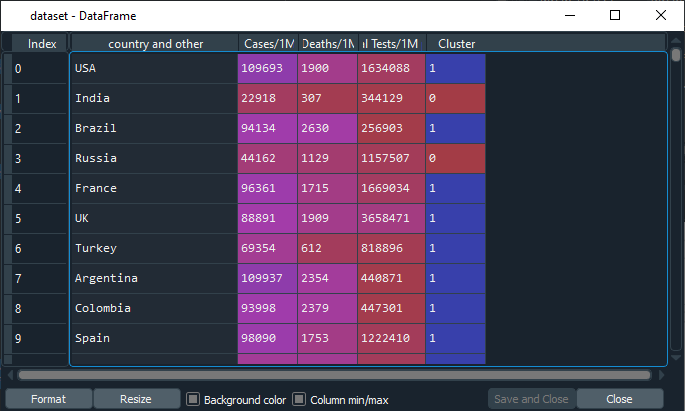 dataset - DataFrame
Index country and other Cases/1M Deaths/1M l Tests/1M Cluster
0 USA 109693 1900 1634088 1
1 India 22918 307 344129 0
2 Brazil 94134 2630 256903 1
3 Russia 44162 1129 1157507 0
4 France 96361 1715 1669034 1
5 UK 88891 1909 3658471 1
6 Turkey 69354 612 818896 1
7 Argentina 109937 2354 440871 1
8 Colombia 93998 2379 447301 1
9 Spain 98090 1753 1222410 1
Format Resize Background color Column min/max Save and Close Close